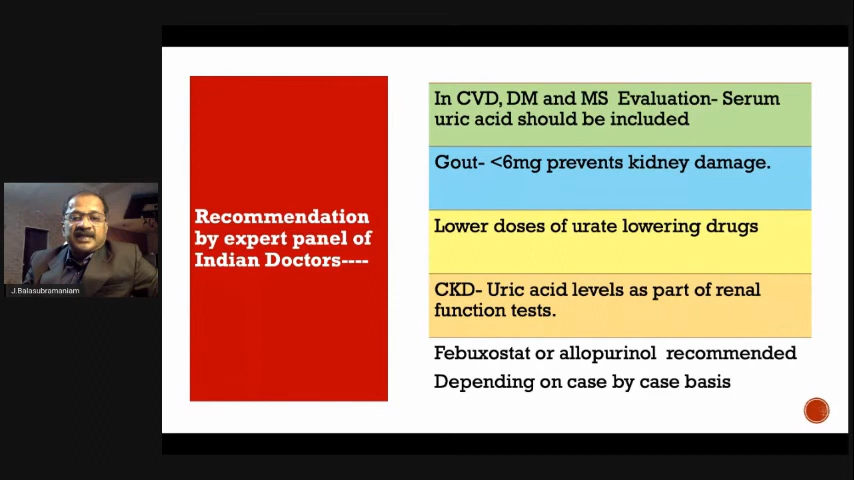 In CVD, DM and MS Evaluation- Serum
uric acid should be included
Gout- <6mg prevents kidney damage.
Recommendation
by expert panel of
Indian Doctors----
Lower doses of urate lowering drugs
CKD- Uric acid levels as part of renal
function tests.
J.Balasubramaniam
Febuxostat or allopurinol recommended
Depending on case by case basis